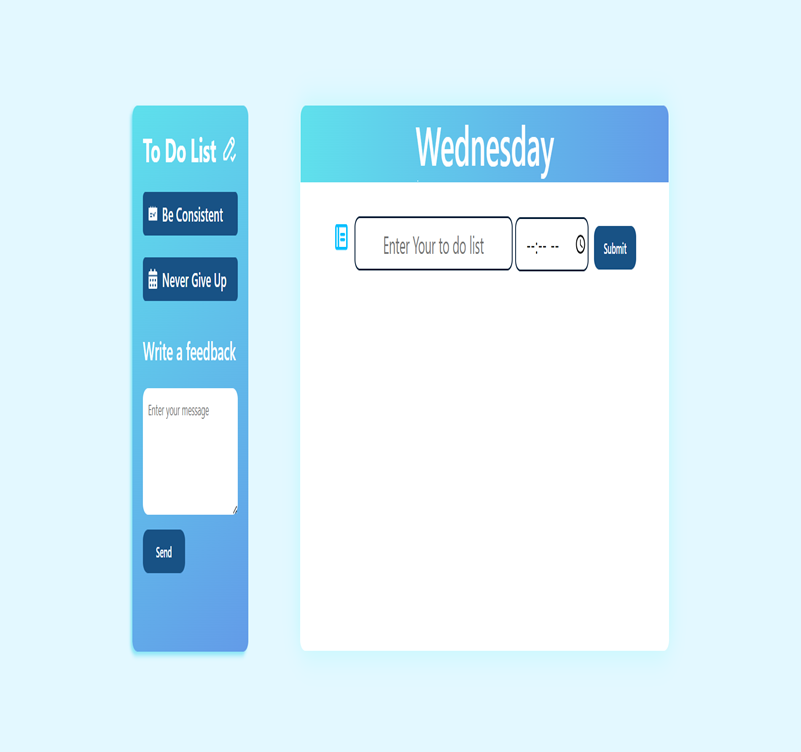 To Do List
Be Consistent
Never Give Up
Write a feedback
Enter your message
Send
Wednesday
Enter Your to do list
--:-- --
Submit